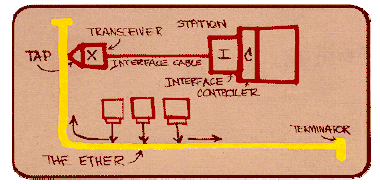 STATION
TRANSCEIVER
TAP
X
I
C
INTERFACE CABLE
INTERFACE
CONTROLLER
TERMINATOR
THE ETHER